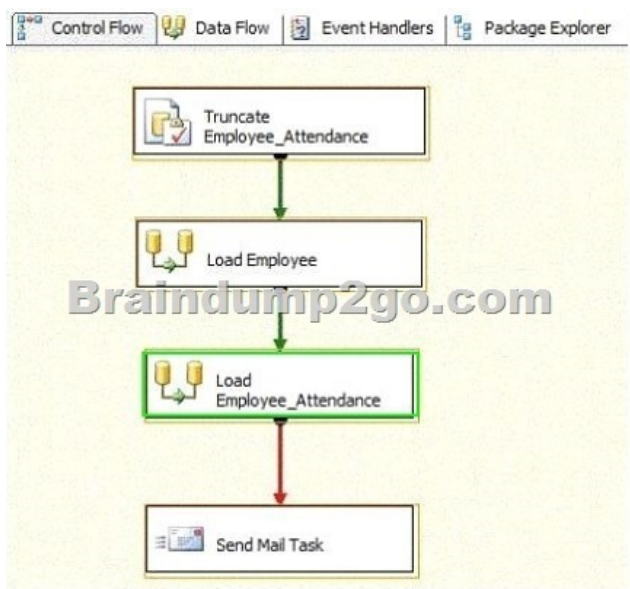 Control Flow
Data Flow
Event Handlers
Package Explorer
Truncate
Employee_Attendance
Load Employee
Braindump2go.com
Load
Employee_Attendance
Send Mail Task